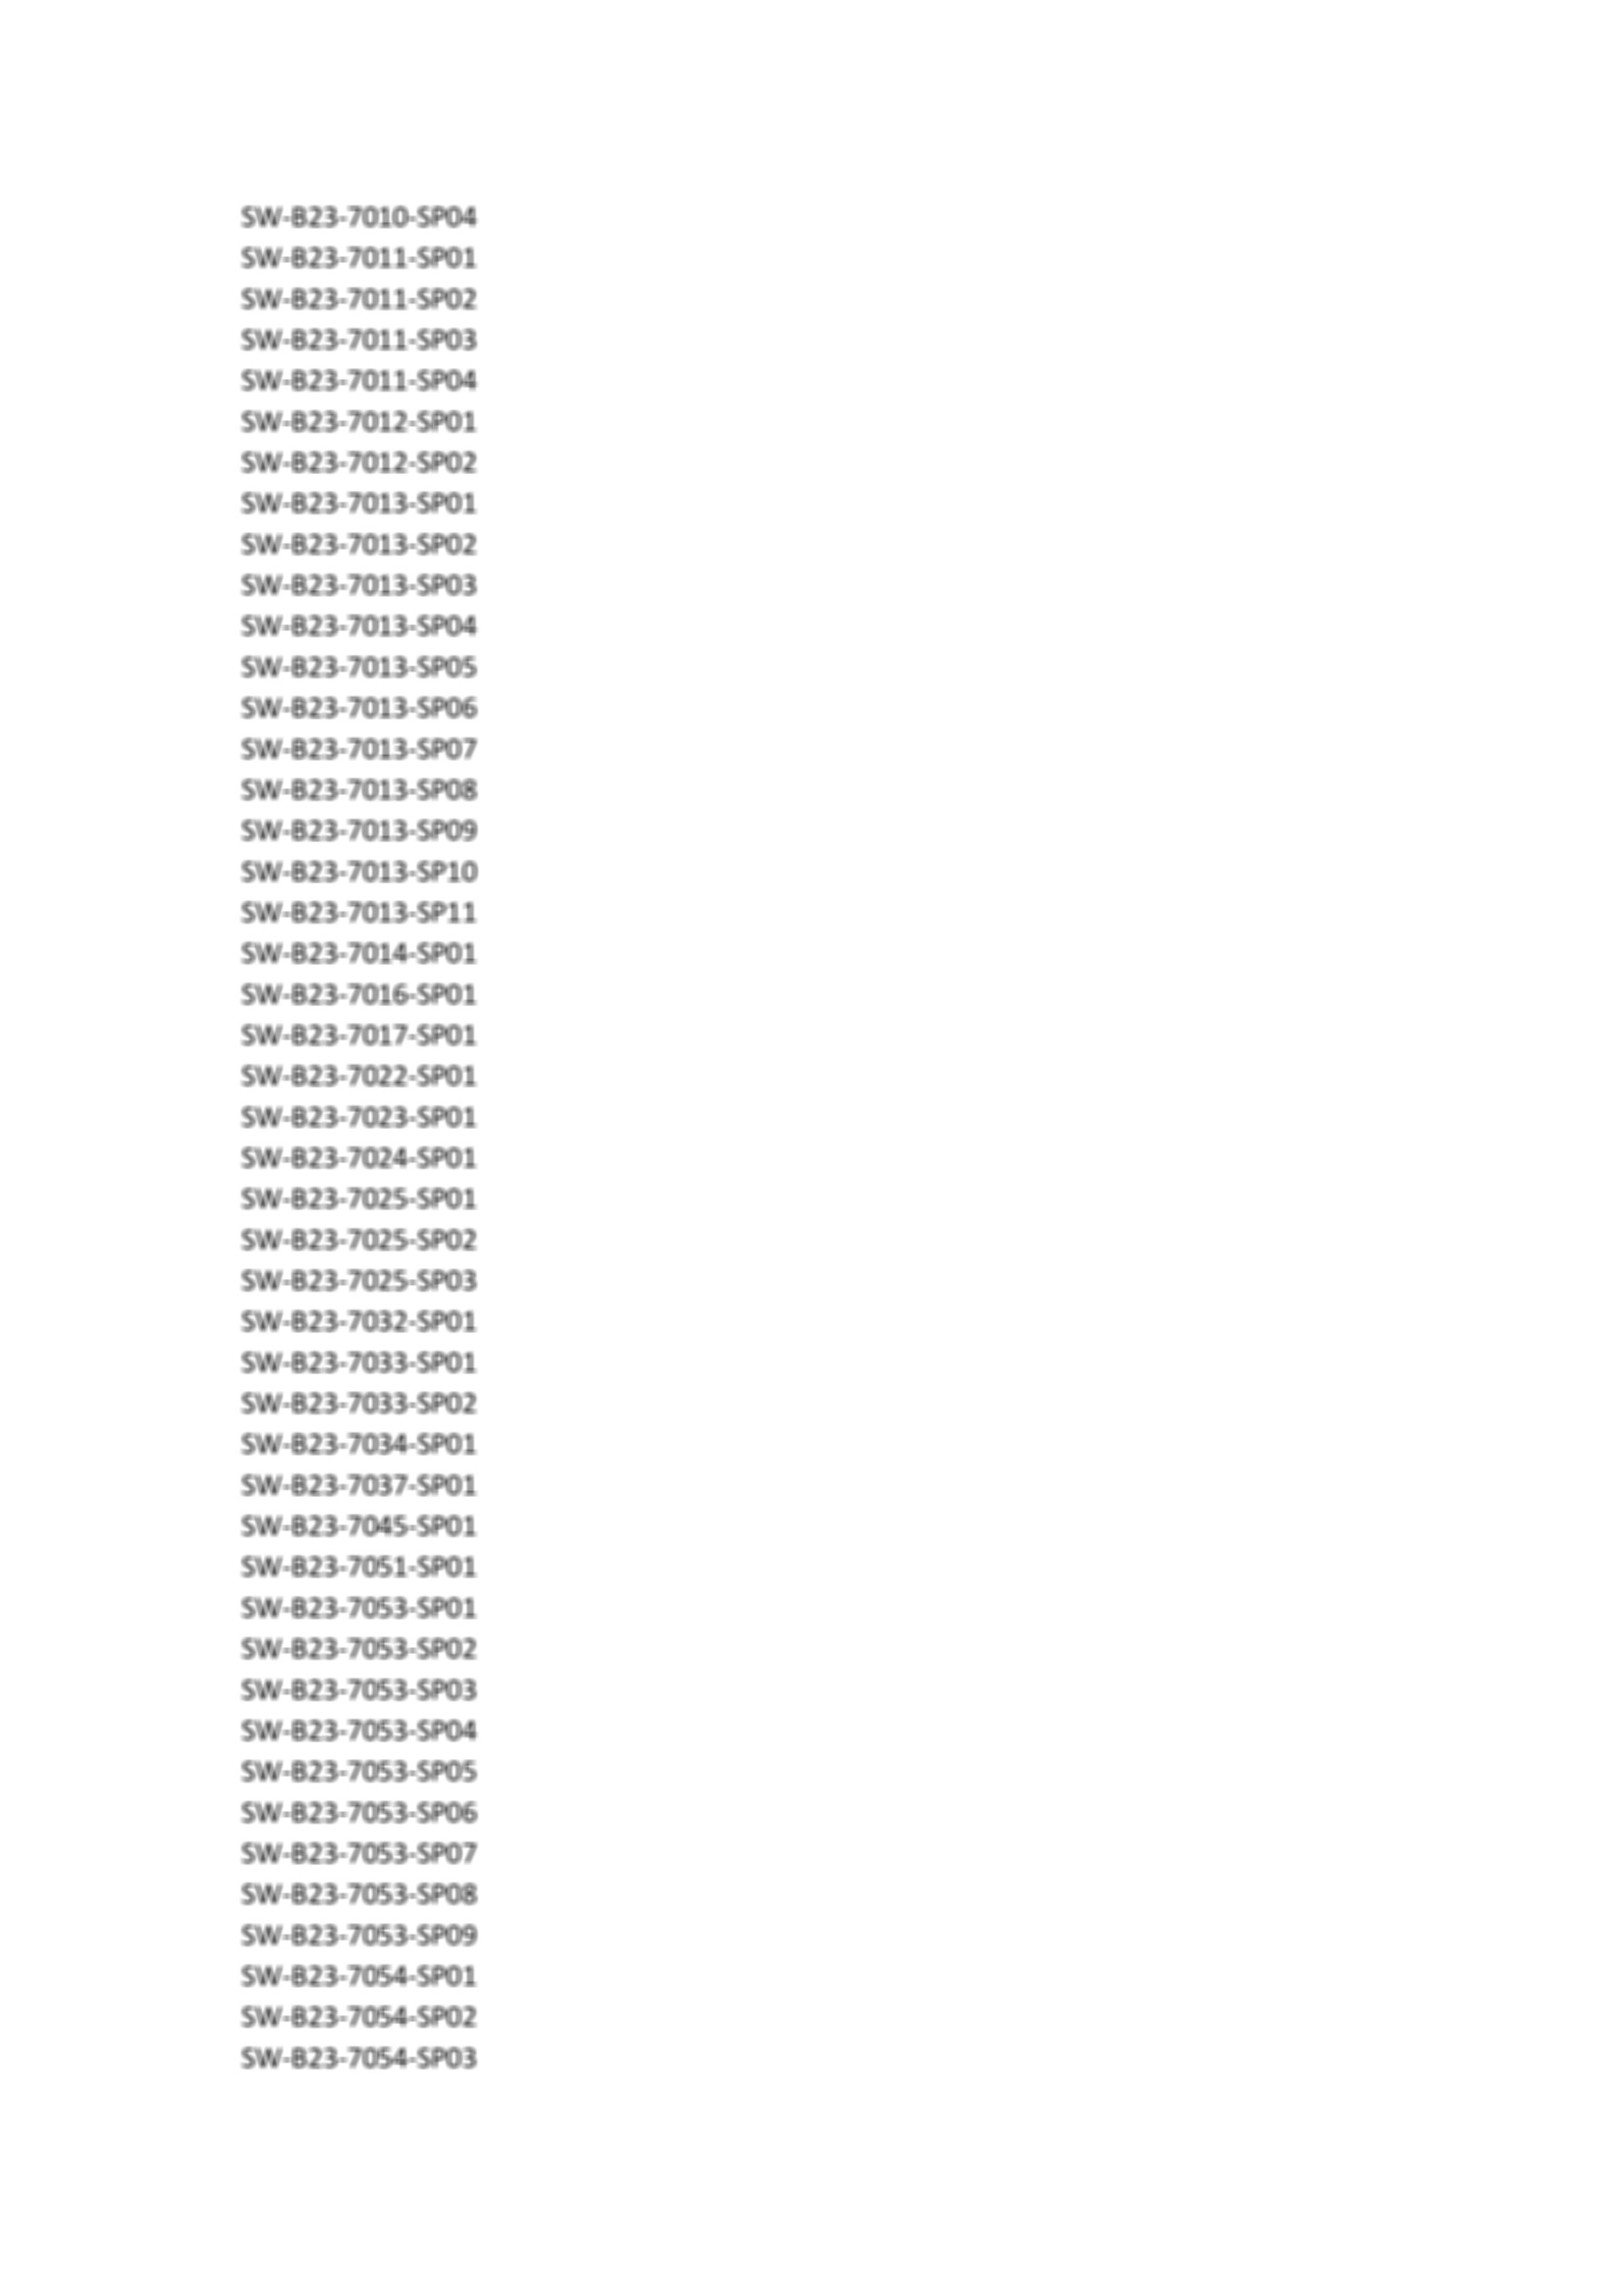 SW-B23-7010-SP04
SW-B23-7011-SP01
SW-B23-7011-SP02
SW-B23-7011-SP03
SW-B23-7011-SP04
SW-B23-7012-SP01
SW-B23-7012-SP02
SW-B23-7013-SP01
SW-B23-7013-SP02
SW-B23-7013-SP03
SW-B23-7013-SP04
SW-B23-7013-SP05
SW-B23-7013-SP06
SW-B23-7013-SP07
SW-B23-7013-SP08
SW-B23-7013-SP09
SW-B23-7013-SP10
SW-B23-7013-SP11
SW-B23-7014-SP01
SW-B23-7016-SP01
SW-B23-7017-SP01
SW-B23-7022-SP01
SW-B23-7023-SP01
SW-B23-7024-SP01
SW-B23-7025-SP01
SW-B23-7025-SP02
SW-B23-7025-SP03
SW-B23-7032-SP01
SW-B23-7033-SP01
SW-B23-7033-SP02
SW-B23-7034-SP01
SW-B23-7037-SP01
SW-B23-7045-SP01
SW-B23-7051-SP01
SW-B23-7053-SP01
SW-B23-7053-SP02
SW-B23-7053-SP03
SW-B23-7053-SP04
SW-B23-7053-SP05
SW-B23-7053-SP06
SW-B23-7053-SP07
SW-B23-7053-SP08
SW-B23-7053-SP09
SW-B23-7054-SP01
SW-B23-7054-SP02
SW-B23-7054-SP03